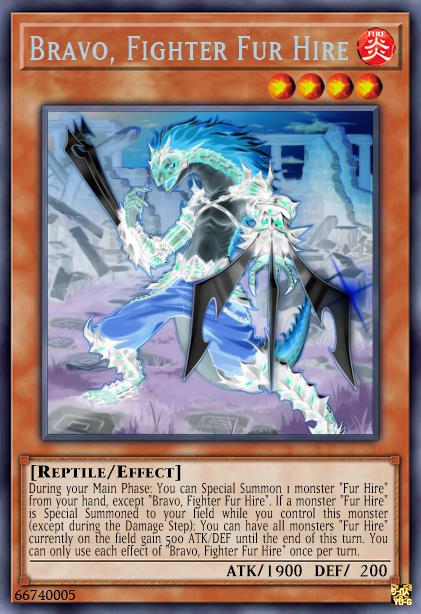 Bravo, Fighter Fur Hire
FIRE
炎
[Reptile/Effect]
During your Main Phase: You can Special Summon 1 monster "Fur Hire"
from your hand, except "Bravo, Fighter Fur Hire". If a monster "Fur Hire"
is Special Summoned to your field while you control this monster
(except during the Damage Step): You can have all monsters "Fur Hire"
currently on the field gain 500 ATK/DEF until the end of this turn. You
can only use each effect of "Bravo, Fighter Fur Hire" once per turn.
ATK/1900 DEF/ 200
66740005